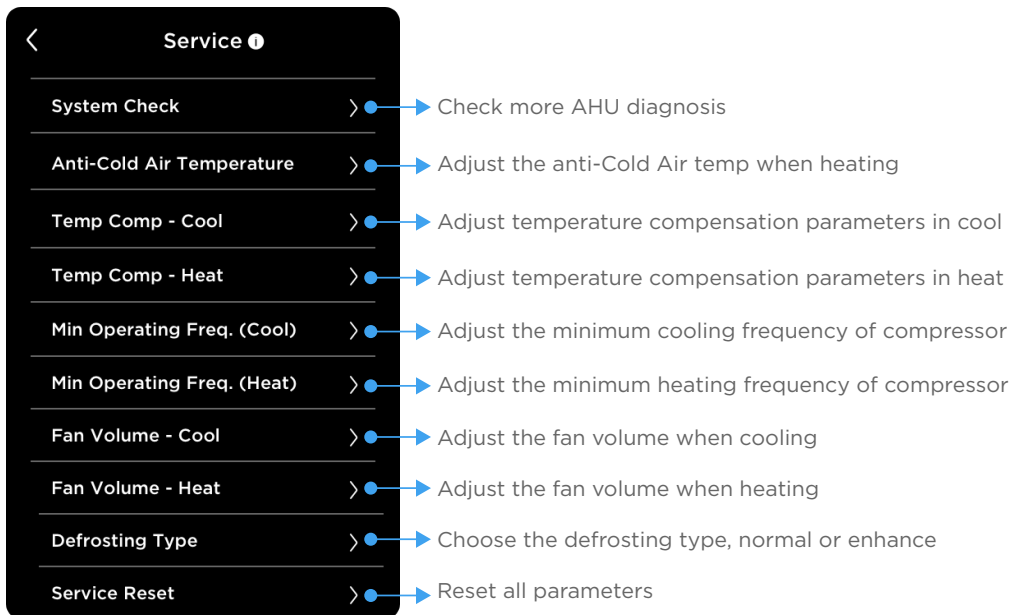 Service
System Check
Check more AHU diagnosis
Anti-Cold Air Temperature
Adjust the anti-Cold Air temp when heating
Temp Comp - Cool
Adjust temperature compensation parameters in cool
Temp Comp - Heat
Adjust temperature compensation parameters in heat
Min Operating Freq. (Cool)
Adjust the minimum cooling frequency of compressor
Min Operating Freq. (Heat)
Adjust the minimum heating frequency of compressor
Fan Volume - Cool
Adjust the fan volume when cooling
Fan Volume - Heat
Adjust the fan volume when heating
Defrosting Type
Choose the defrosting type, normal or enhance
Service Reset
Reset all parameters